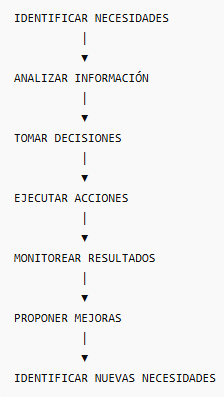 IDENTIFICAR NECESIDADES
│
▼
ANALIZAR INFORMACIÓN
│
▼
TOMAR DECISIONES
│
▼
EJECUTAR ACCIONES
│
▼
MONITOREAR RESULTADOS
│
▼
PROPONER MEJORAS
│
▼
IDENTIFICAR NUEVAS NECESIDADES